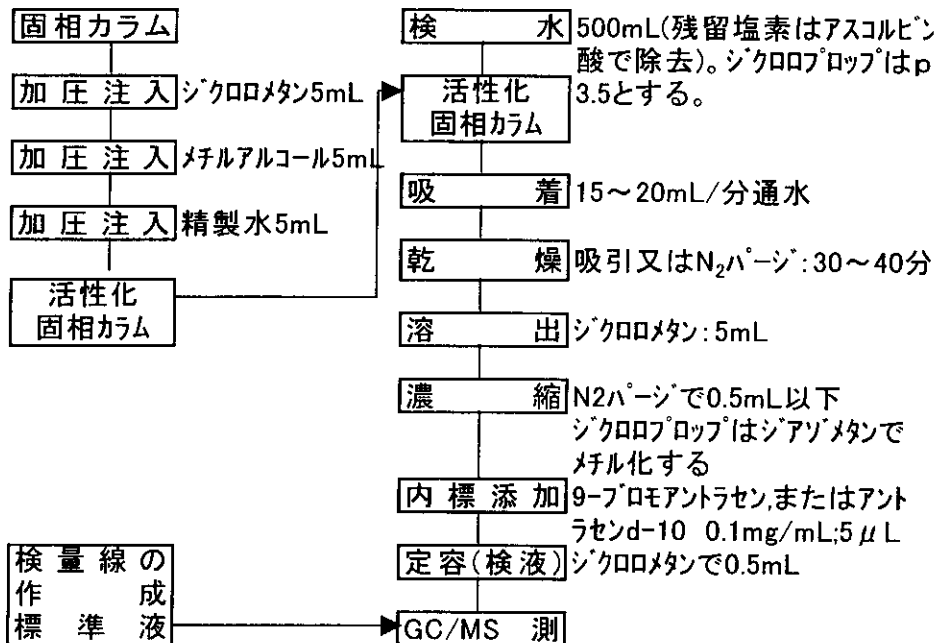 固相カラム
加圧注入 ジクロロメタン5mL
加圧注入 メチルアルコール5mL
加圧注入 精製水5mL
活性化
固相カラム
検水 500mL(残留塩素はアスコルビン
酸で除去)。ジクロロプロップはp
3.5とする。
活性化
固相カラム
吸着 15～20mL/分通水
乾燥 吸引又はN₂パージ:30～40分
溶出 ジクロロメタン:5mL
濃縮 N2パージで0.5mL以下
ジクロロプロップはジアゾメタンで
メチル化する
内標添加 9-ブロモアントラセン,またはアント
ラセンd-10 0.1mg/mL;5μL
定容(検液) ジクロロメタンで0.5mL
検量線の
作成
標準液
GC/MS 測